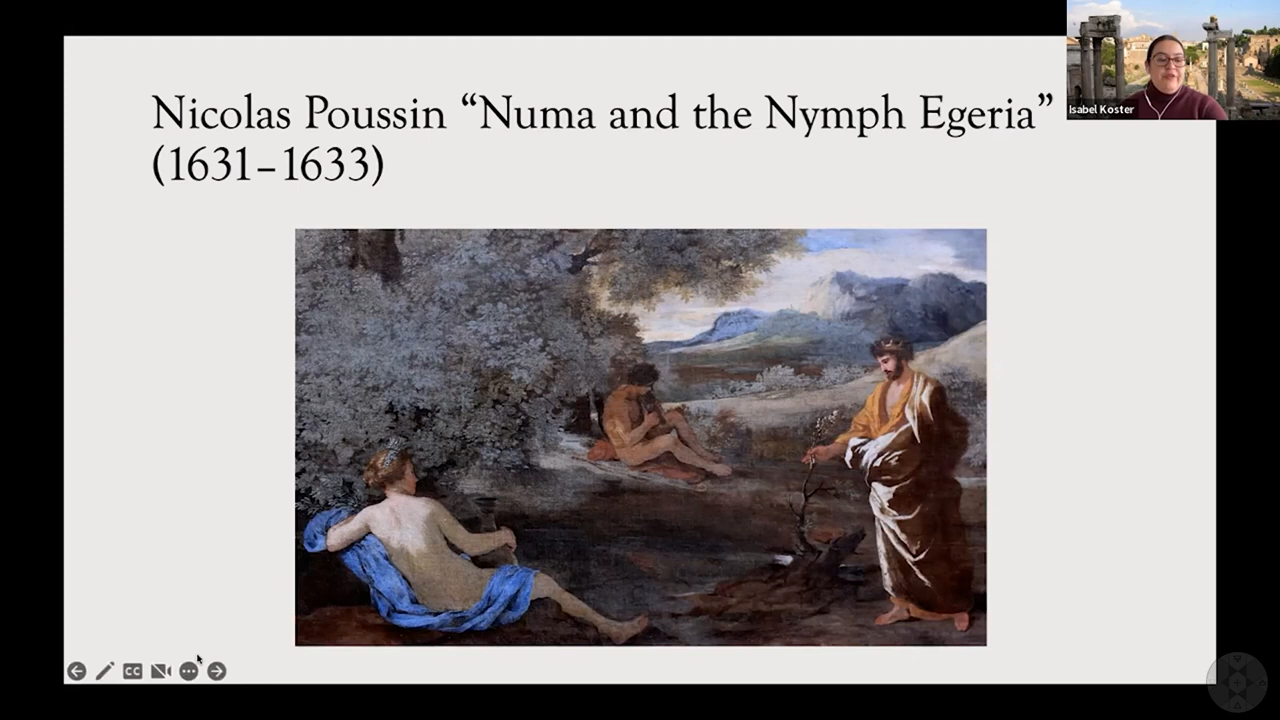 Nicolas Poussin “Numa and the Nymph Egeria”
(1631–1633)
Isabel Koster
CC